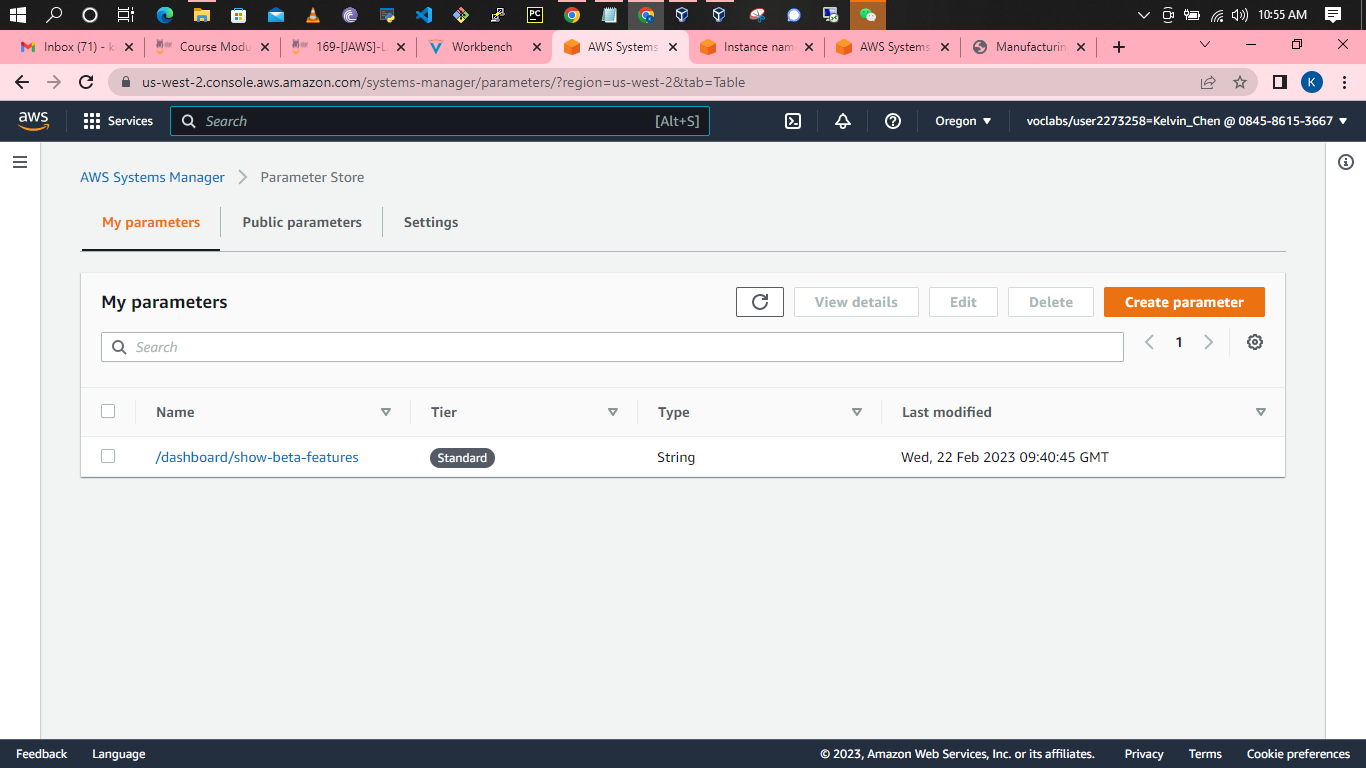 10:55 AM
Inbox (71) - k
Course Modu
169-[JAWS]-L
Workbench
AWS Systems
Instance nam
AWS Systems
Manufacturin
us-west-2.console.aws.amazon.com/systems-manager/parameters/?region=us-west-2&tab=Table
K
aws
Services
Search
[Alt+S]
Oregon
voclabs/user2273258=Kelvin_Chen @ 0845-8615-3667
AWS Systems Manager
Parameter Store
My parameters
Public parameters
Settings
My parameters
View details
Edit
Delete
Create parameter
Search
1
Name
Tier
Type
Last modified
/dashboard/show-beta-features
Standard
String
Wed, 22 Feb 2023 09:40:45 GMT
Feedback
Language
© 2023, Amazon Web Services, Inc. or its affiliates.
Privacy
Terms
Cookie preferences